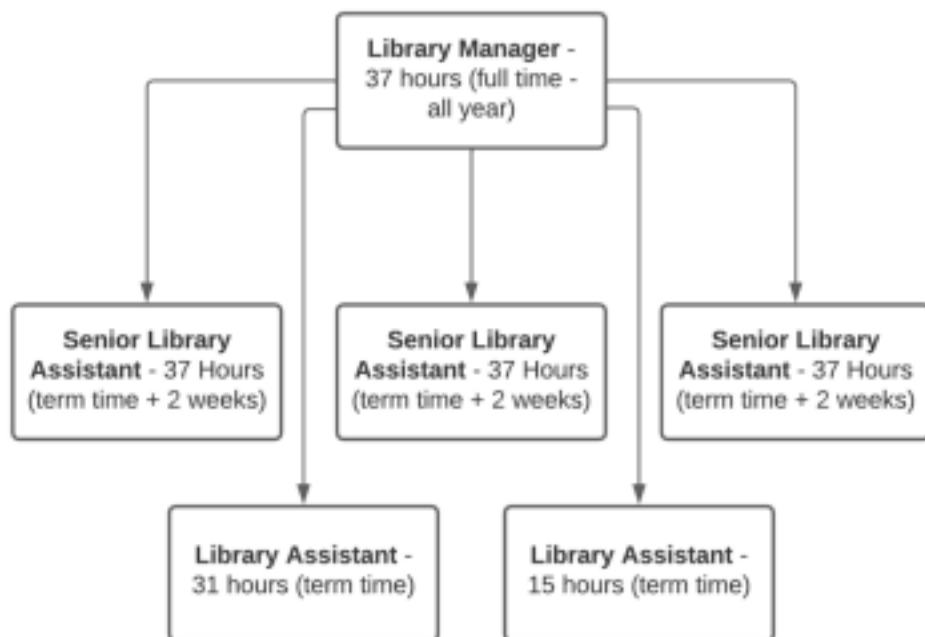 Library Manager -
37 hours (full time -
all year)
Senior Library
Assistant - 37 Hours
(term time + 2 weeks)
Senior Library
Assistant - 37 Hours
(term time + 2 weeks)
Senior Library
Assistant - 37 Hours
(term time + 2 weeks)
Library Assistant -
31 hours (term time)
Library Assistant -
15 hours (term time)